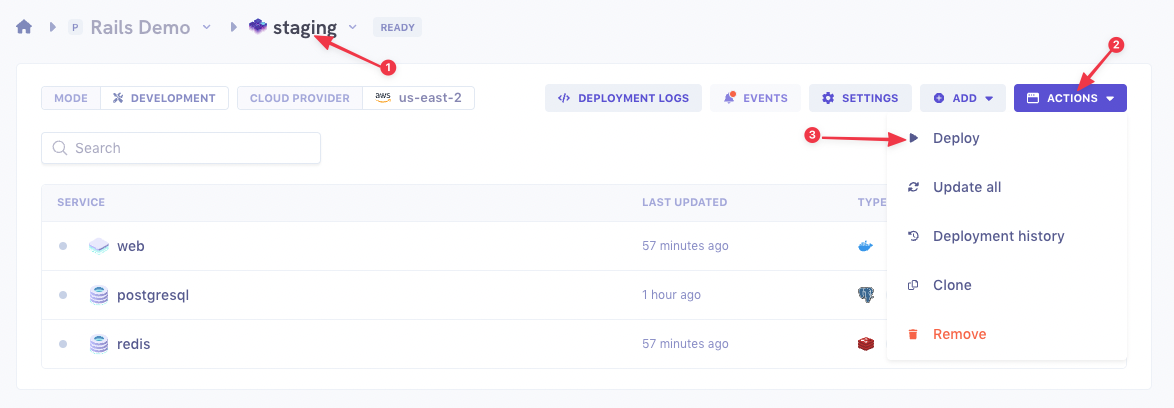 P Rails Demo staging READY
1
2
MODE DEVELOPMENT CLOUD PROVIDER aws us-east-2 DEPLOYMENT LOGS EVENTS SETTINGS ADD ACTIONS
Search
3
Deploy
Update all
Deployment history
Clone
Remove
SERVICE LAST UPDATED TYPE
web 57 minutes ago
postgresql 1 hour ago
redis 57 minutes ago